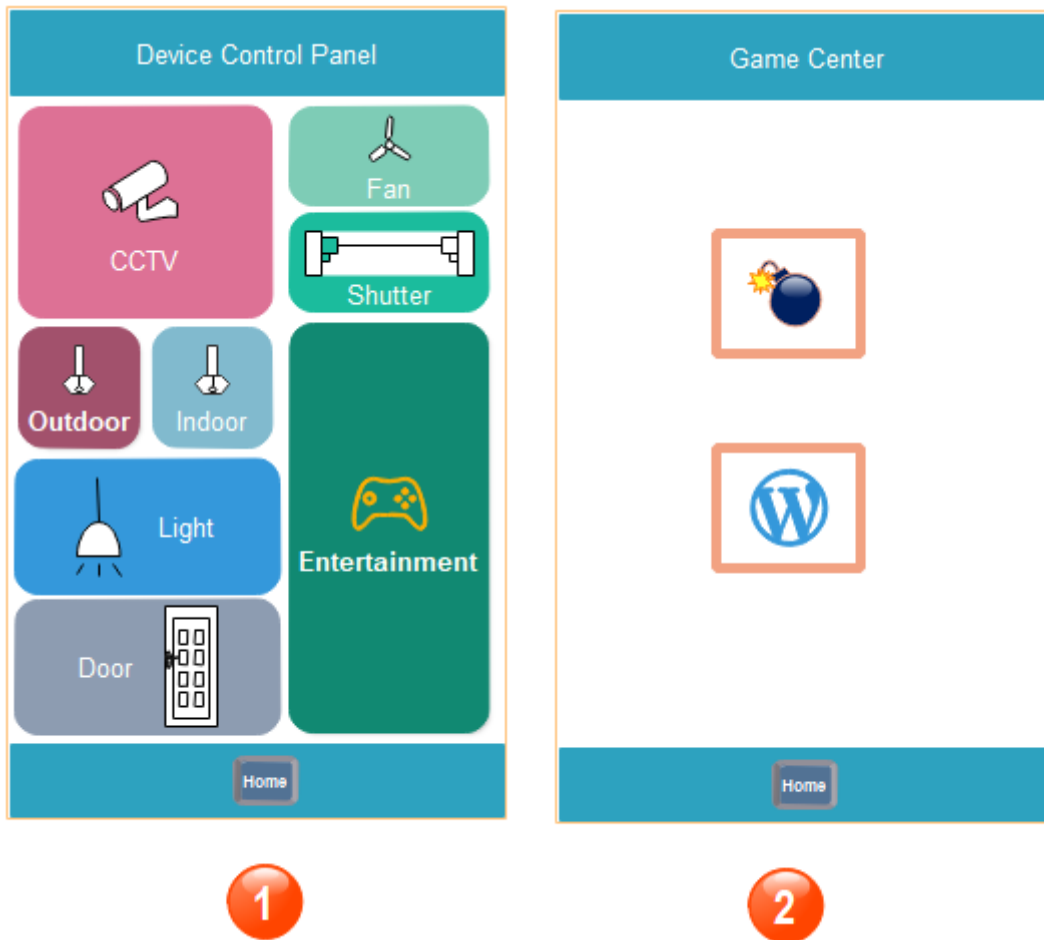 Device Control Panel
CCTV
Fan
Shutter
Outdoor
Indoor
Light
Entertainment
Door
Home
1
Game Center
W
Home
2